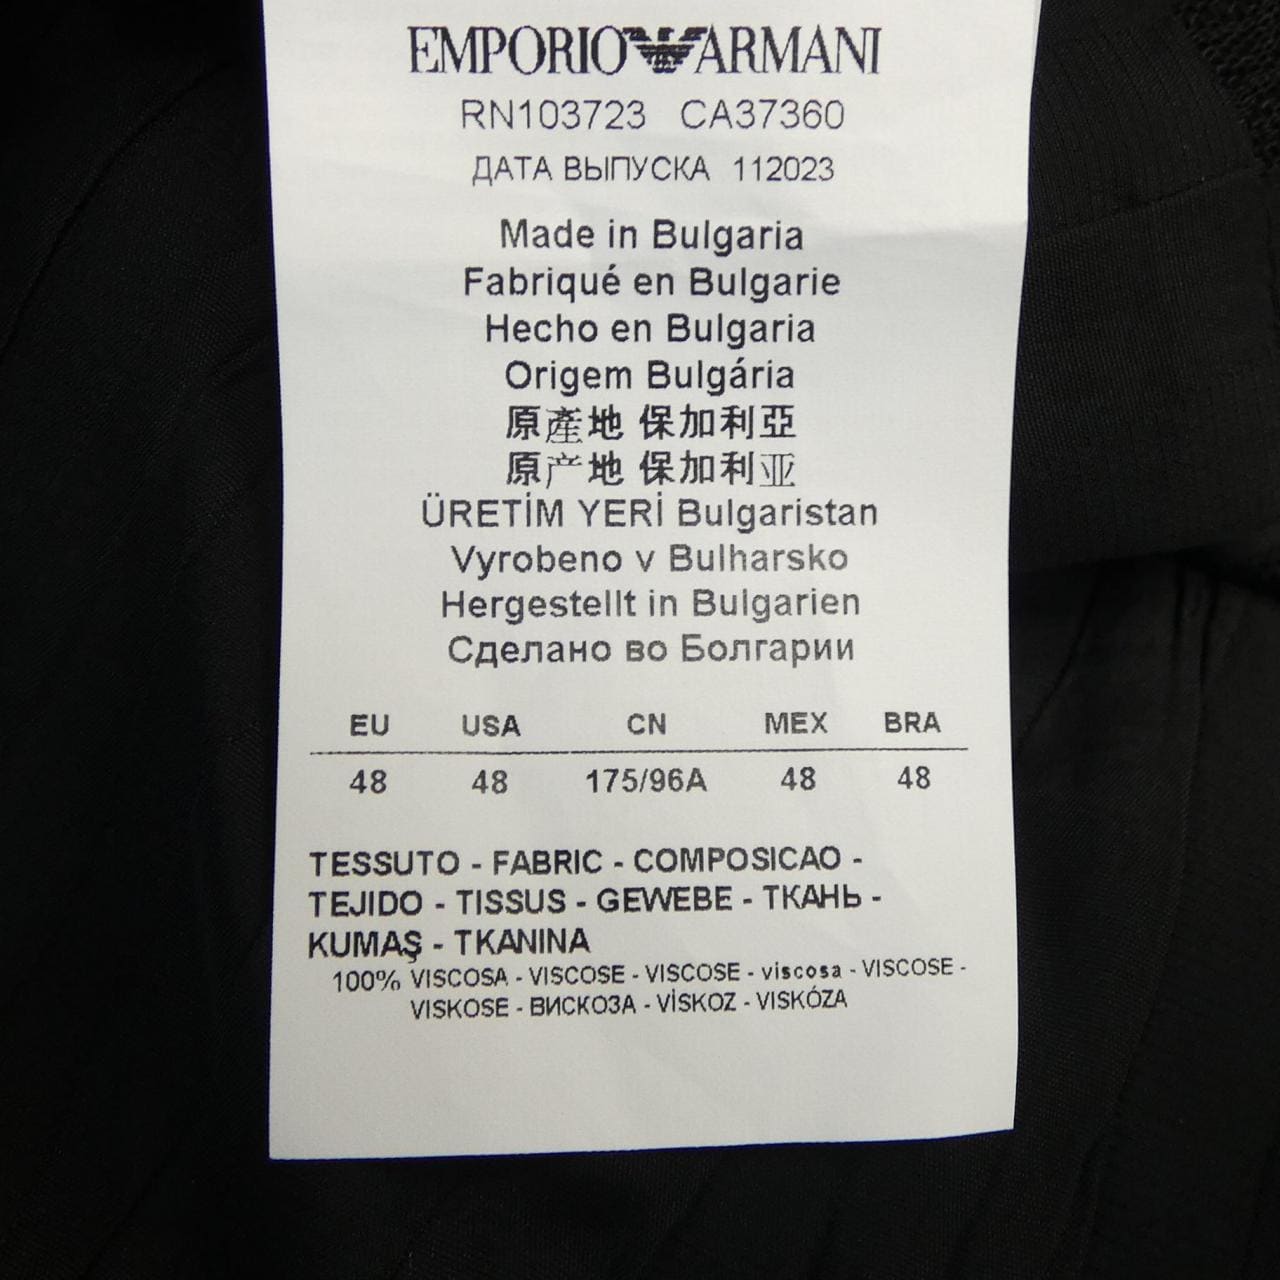 EMPORIO ARMANI
RN103723 CA37360
ДАТА ВЫПУСКА 112023
Made in Bulgaria
Fabriqué en Bulgarie
Hecho en Bulgaria
Origem Bulgária
原產地 保加利亞
原产地 保加利亚
ÜRETİM YERİ Bulgaristan
Vyrobeno v Bulharsko
Hergestellt in Bulgarien
Сделано во Болгарии
EU USA CN MEX BRA
48 48 175/96A 48 48
TESSUTO - FABRIC - COMPOSICAO -
TEJIDO - TISSUS - GEWEBE - ТКАНЬ -
KUMAŞ - TKANINA
100% VISCOSA - VISCOSE - VISCOSE - viscosa - VISCOSE -
VISKOSE - ВИСКОЗА - VİSKOZ - VISKÓZA